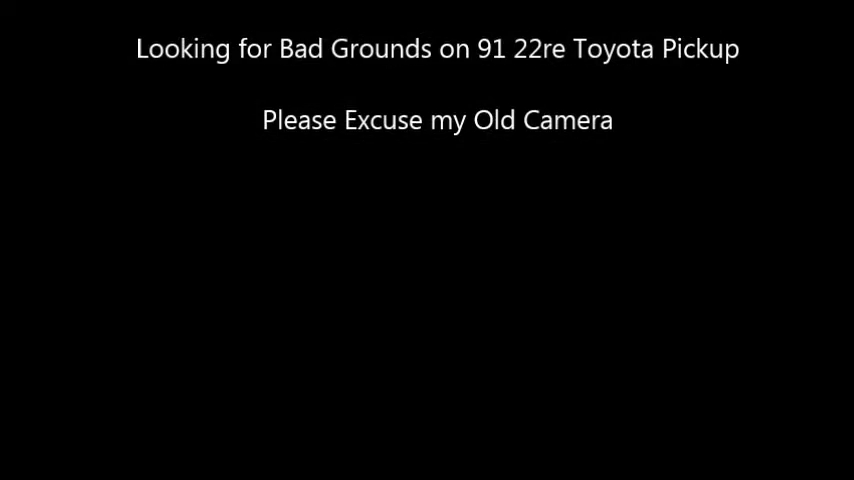 Looking for Bad Grounds on 91 22re Toyota Pickup
Please Excuse my Old Camera